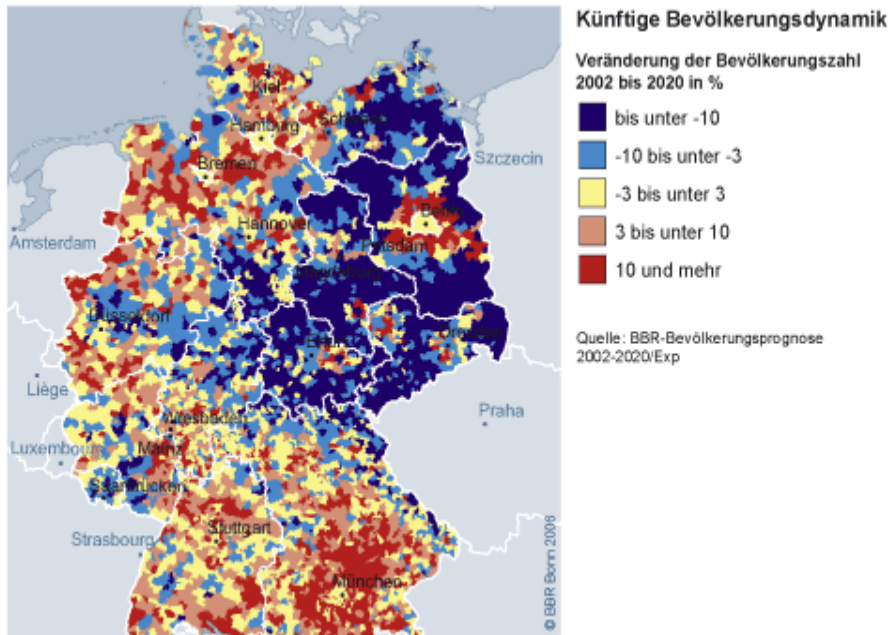 Künftige Bevölkerungsdynamik
Veränderung der Bevölkerungszahl
2002 bis 2020 in %
bis unter -10
-10 bis unter -3
-3 bis unter 3
3 bis unter 10
10 und mehr
Quelle: BBR-Bevölkerungsprognose
2002-2020/Exp
Kiel
Hamburg
Schwerin
Szczecin
Bremen
Berlin
Hannover
Potsdam
Amsterdam
Magdeburg
Düsseldorf
Dresden
Erfurt
Liège
Wiesbaden
Praha
Luxembourg
Mainz
Saarbrücken
Stuttgart
Strasbourg
München
© BBR Bonn 2006